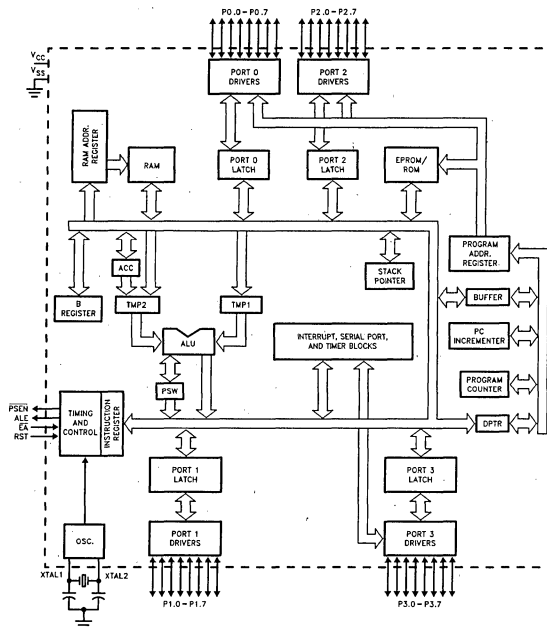 P0.0-P0.7
P2.0-P2.7
VCC
VSS
PORT 0
DRIVERS
PORT 2
DRIVERS
RAM ADDR.
REGISTER
RAM
PORT 0
LATCH
PORT 2
LATCH
EPROM/
ROM
PROGRAM
ADDR.
REGISTER
ACC
STACK
POINTER
B
REGISTER
TMP2
TMP1
BUFFER
ALU
INTERRUPT, SERIAL PORT,
AND TIMER BLOCKS
PC
INCREMENTER
PSW
PROGRAM
COUNTER
PSEN
ALE
EA
RST
TIMING
AND
CONTROL
INSTRUCTION
REGISTER
DPTR
PORT 1
LATCH
PORT 3
LATCH
OSC.
PORT 1
DRIVERS
PORT 3
DRIVERS
XTAL1
XTAL2
P1.0-P1.7
P3.0-P3.7